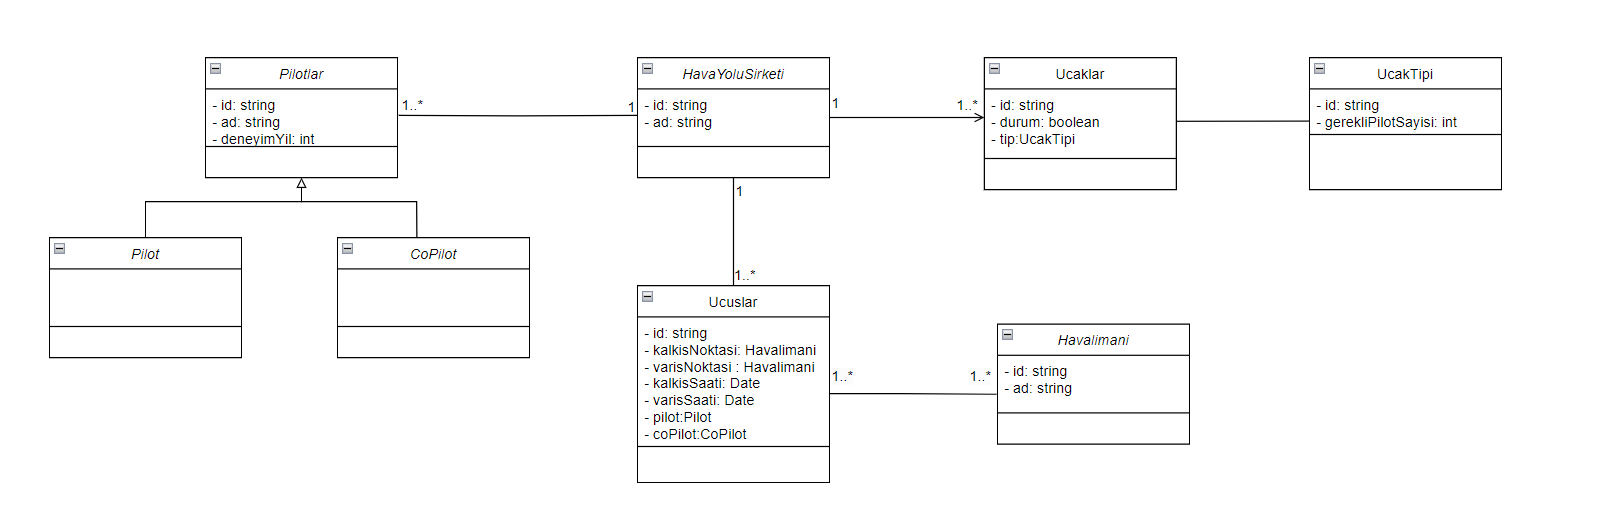 Pilotlar
- id: string
- ad: string
- deneyimYil: int
1..*
1
HavaYoluSirketi
- id: string
- ad: string
1
1..*
Ucaklar
- id: string
- durum: boolean
- tip:UcakTipi
UcakTipi
- id: string
- gerekliPilotSayisi: int
Pilot
CoPilot
1
1..*
Ucuslar
- id: string
- kalkisNoktasi: Havalimani
- varisNoktasi : Havalimani
- kalkisSaati: Date
- varisSaati: Date
- pilot:Pilot
- coPilot:CoPilot
1..*
1..*
Havalimani
- id: string
- ad: string